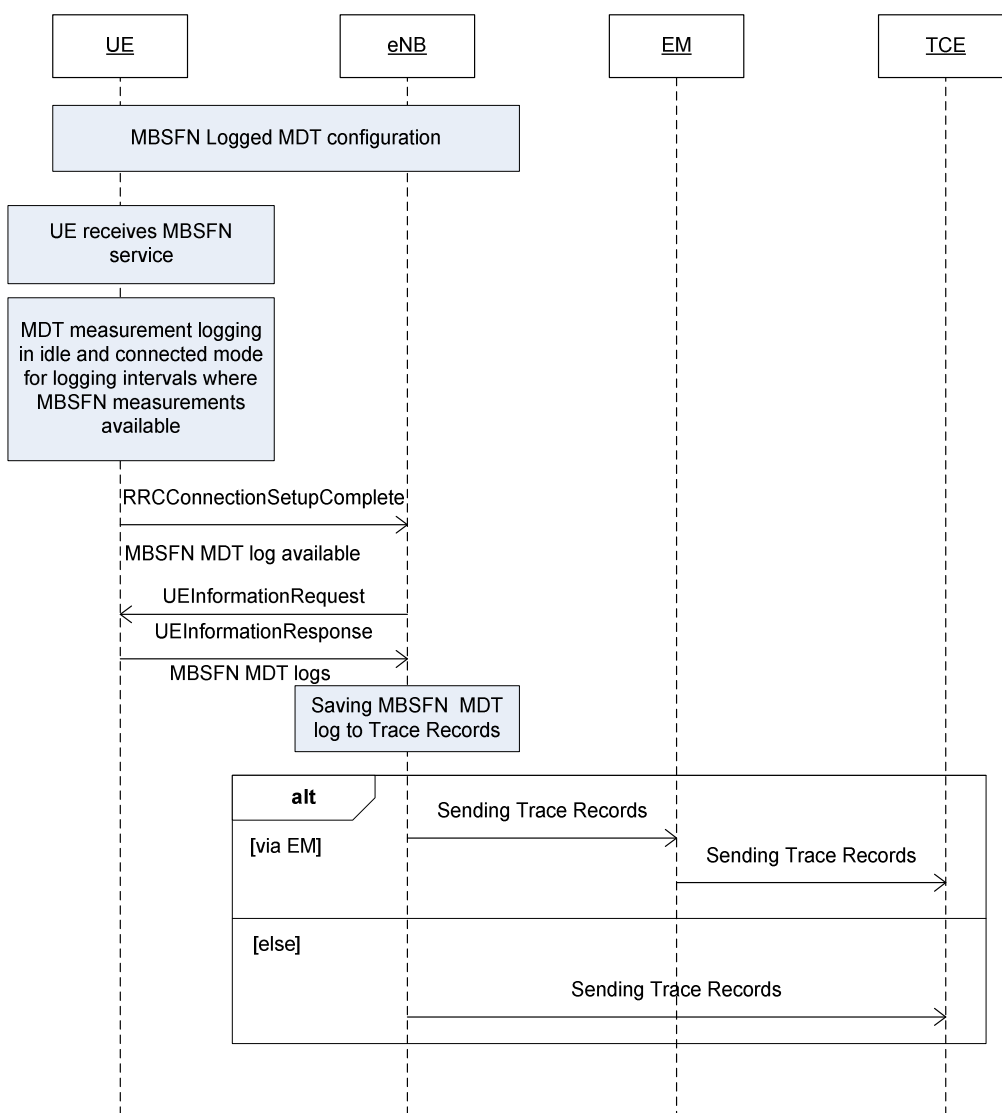 UE
eNB
EM
TCE
MBSFN Logged MDT configuration
UE receives MBSFN
service
MDT measurement logging
in idle and connected mode
for logging intervals where
MBSFN measurements
available
RRCConnectionSetupComplete
MBSFN MDT log available
UEInformationRequest
UEInformationResponse
MBSFN MDT logs
Saving MBSFN MDT
log to Trace Records
alt
Sending Trace Records
[via EM]
Sending Trace Records
[else]
Sending Trace Records